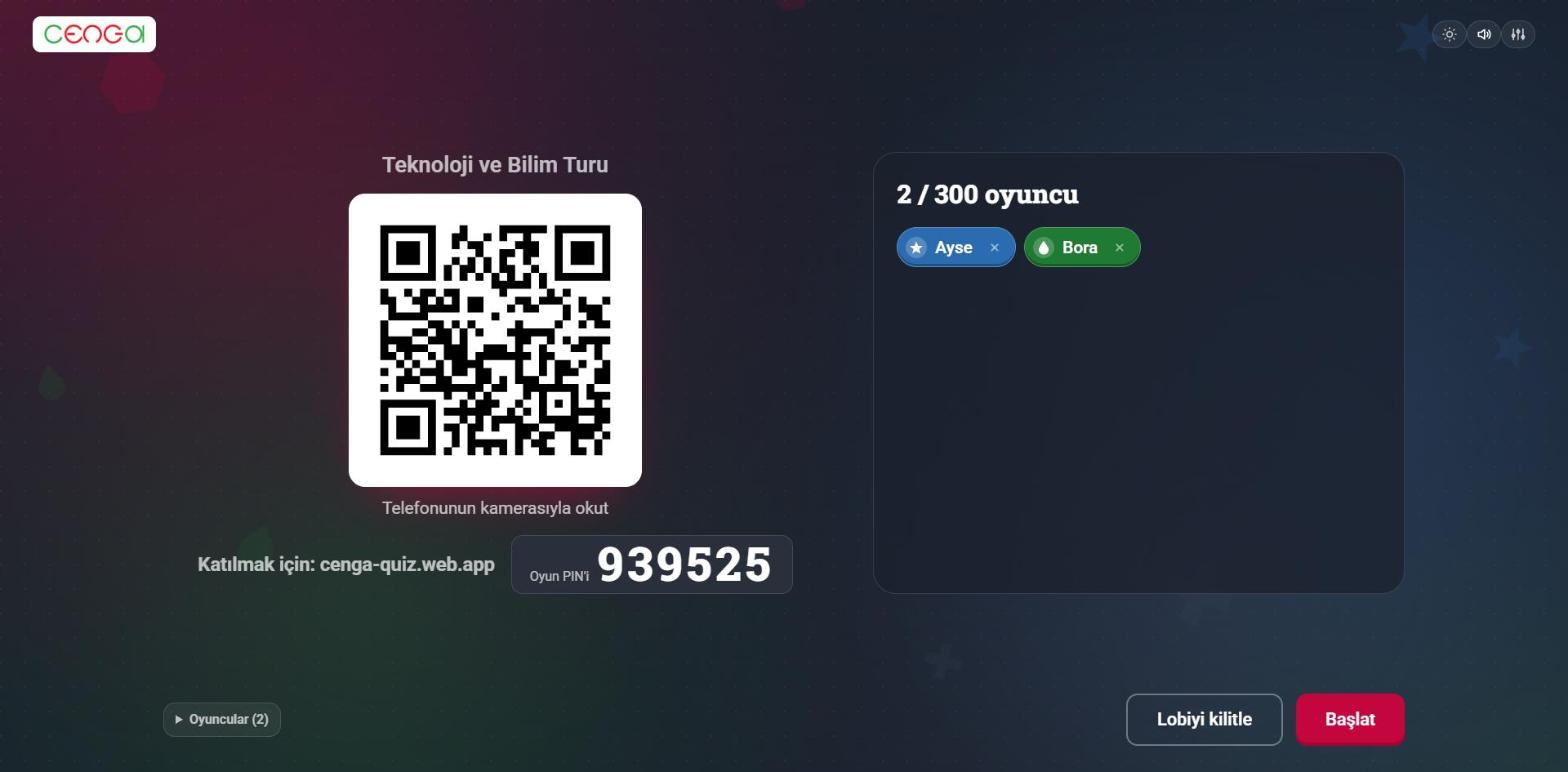 cenga
Teknoloji ve Bilim Turu
Telefonunun kamerasıyla okut
Katılmak için: cenga-quiz.web.app
Oyun PIN'i 939525
2 / 300 oyuncu
Ayse ×
Bora ×
Oyuncular (2)
Lobiyi kilitle
Başlat